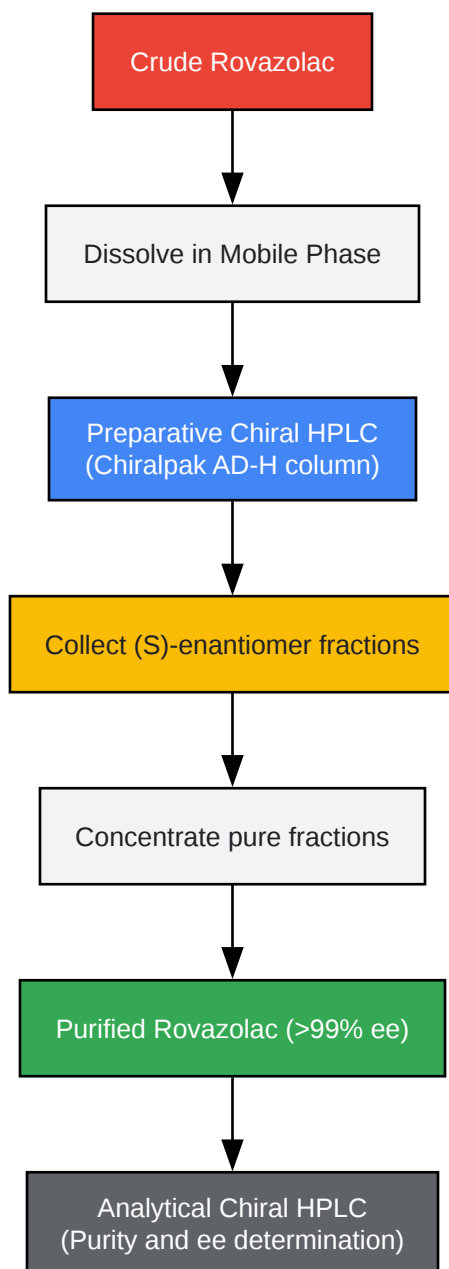 Crude Rovazolac
Dissolve in Mobile Phase
Preparative Chiral HPLC
(Chiralpak AD-H column)
Collect (S)-enantiomer fractions
Concentrate pure fractions
Purified Rovazolac (>99% ee)
Analytical Chiral HPLC
(Purity and ee determination)